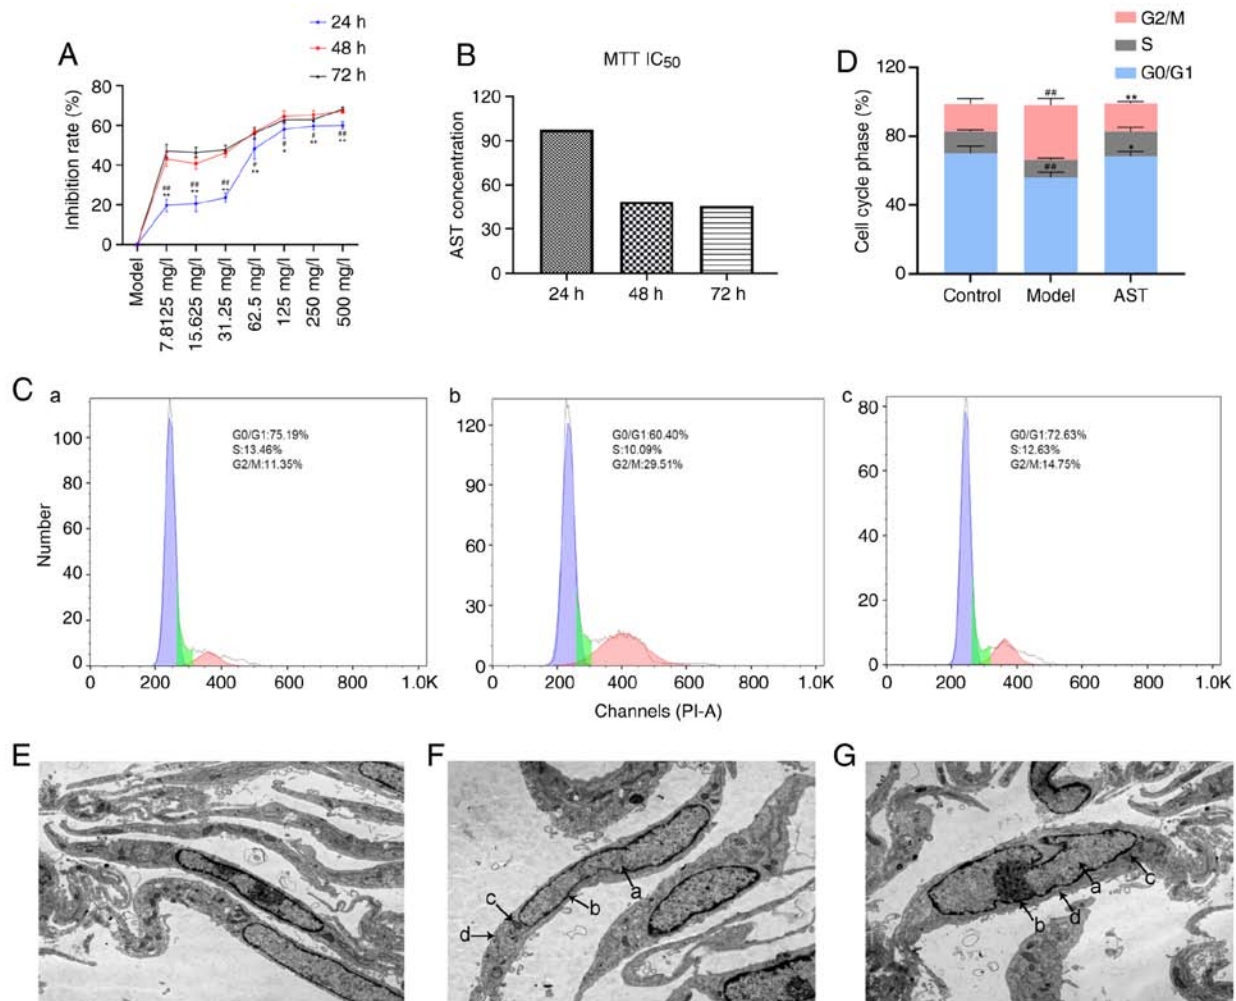 A
24 h
48 h
72 h
Inhibition rate (%)
80
60
40
20
0
## ** ## ** ## ** # ** # * # ** ## **
Model
7.8125 mg/l
15.625 mg/l
31.25 mg/l
62.5 mg/l
125 mg/l
250 mg/l
500 mg/l
B
MTT IC50
AST concentration
120
90
60
30
0
24 h 48 h 72 h
D
G2/M
S
G0/G1
Cell cycle phase (%)
120
80
40
0
## **
## *
Control Model AST
C
a
G0/G1:75.19%
S:13.46%
G2/M:11.35%
Number
100
80
60
40
20
0
0 200 400 600 800 1.0K
b
G0/G1:60.40%
S:10.09%
G2/M:29.51%
120
90
60
30
0
0 200 400 600 800 1.0K
Channels (PI-A)
c
G0/G1:72.63%
S:12.63%
G2/M:14.75%
80
60
40
20
0
0 200 400 600 800 1.0K
E
F
a
b
c
d
G
a
c
b
d